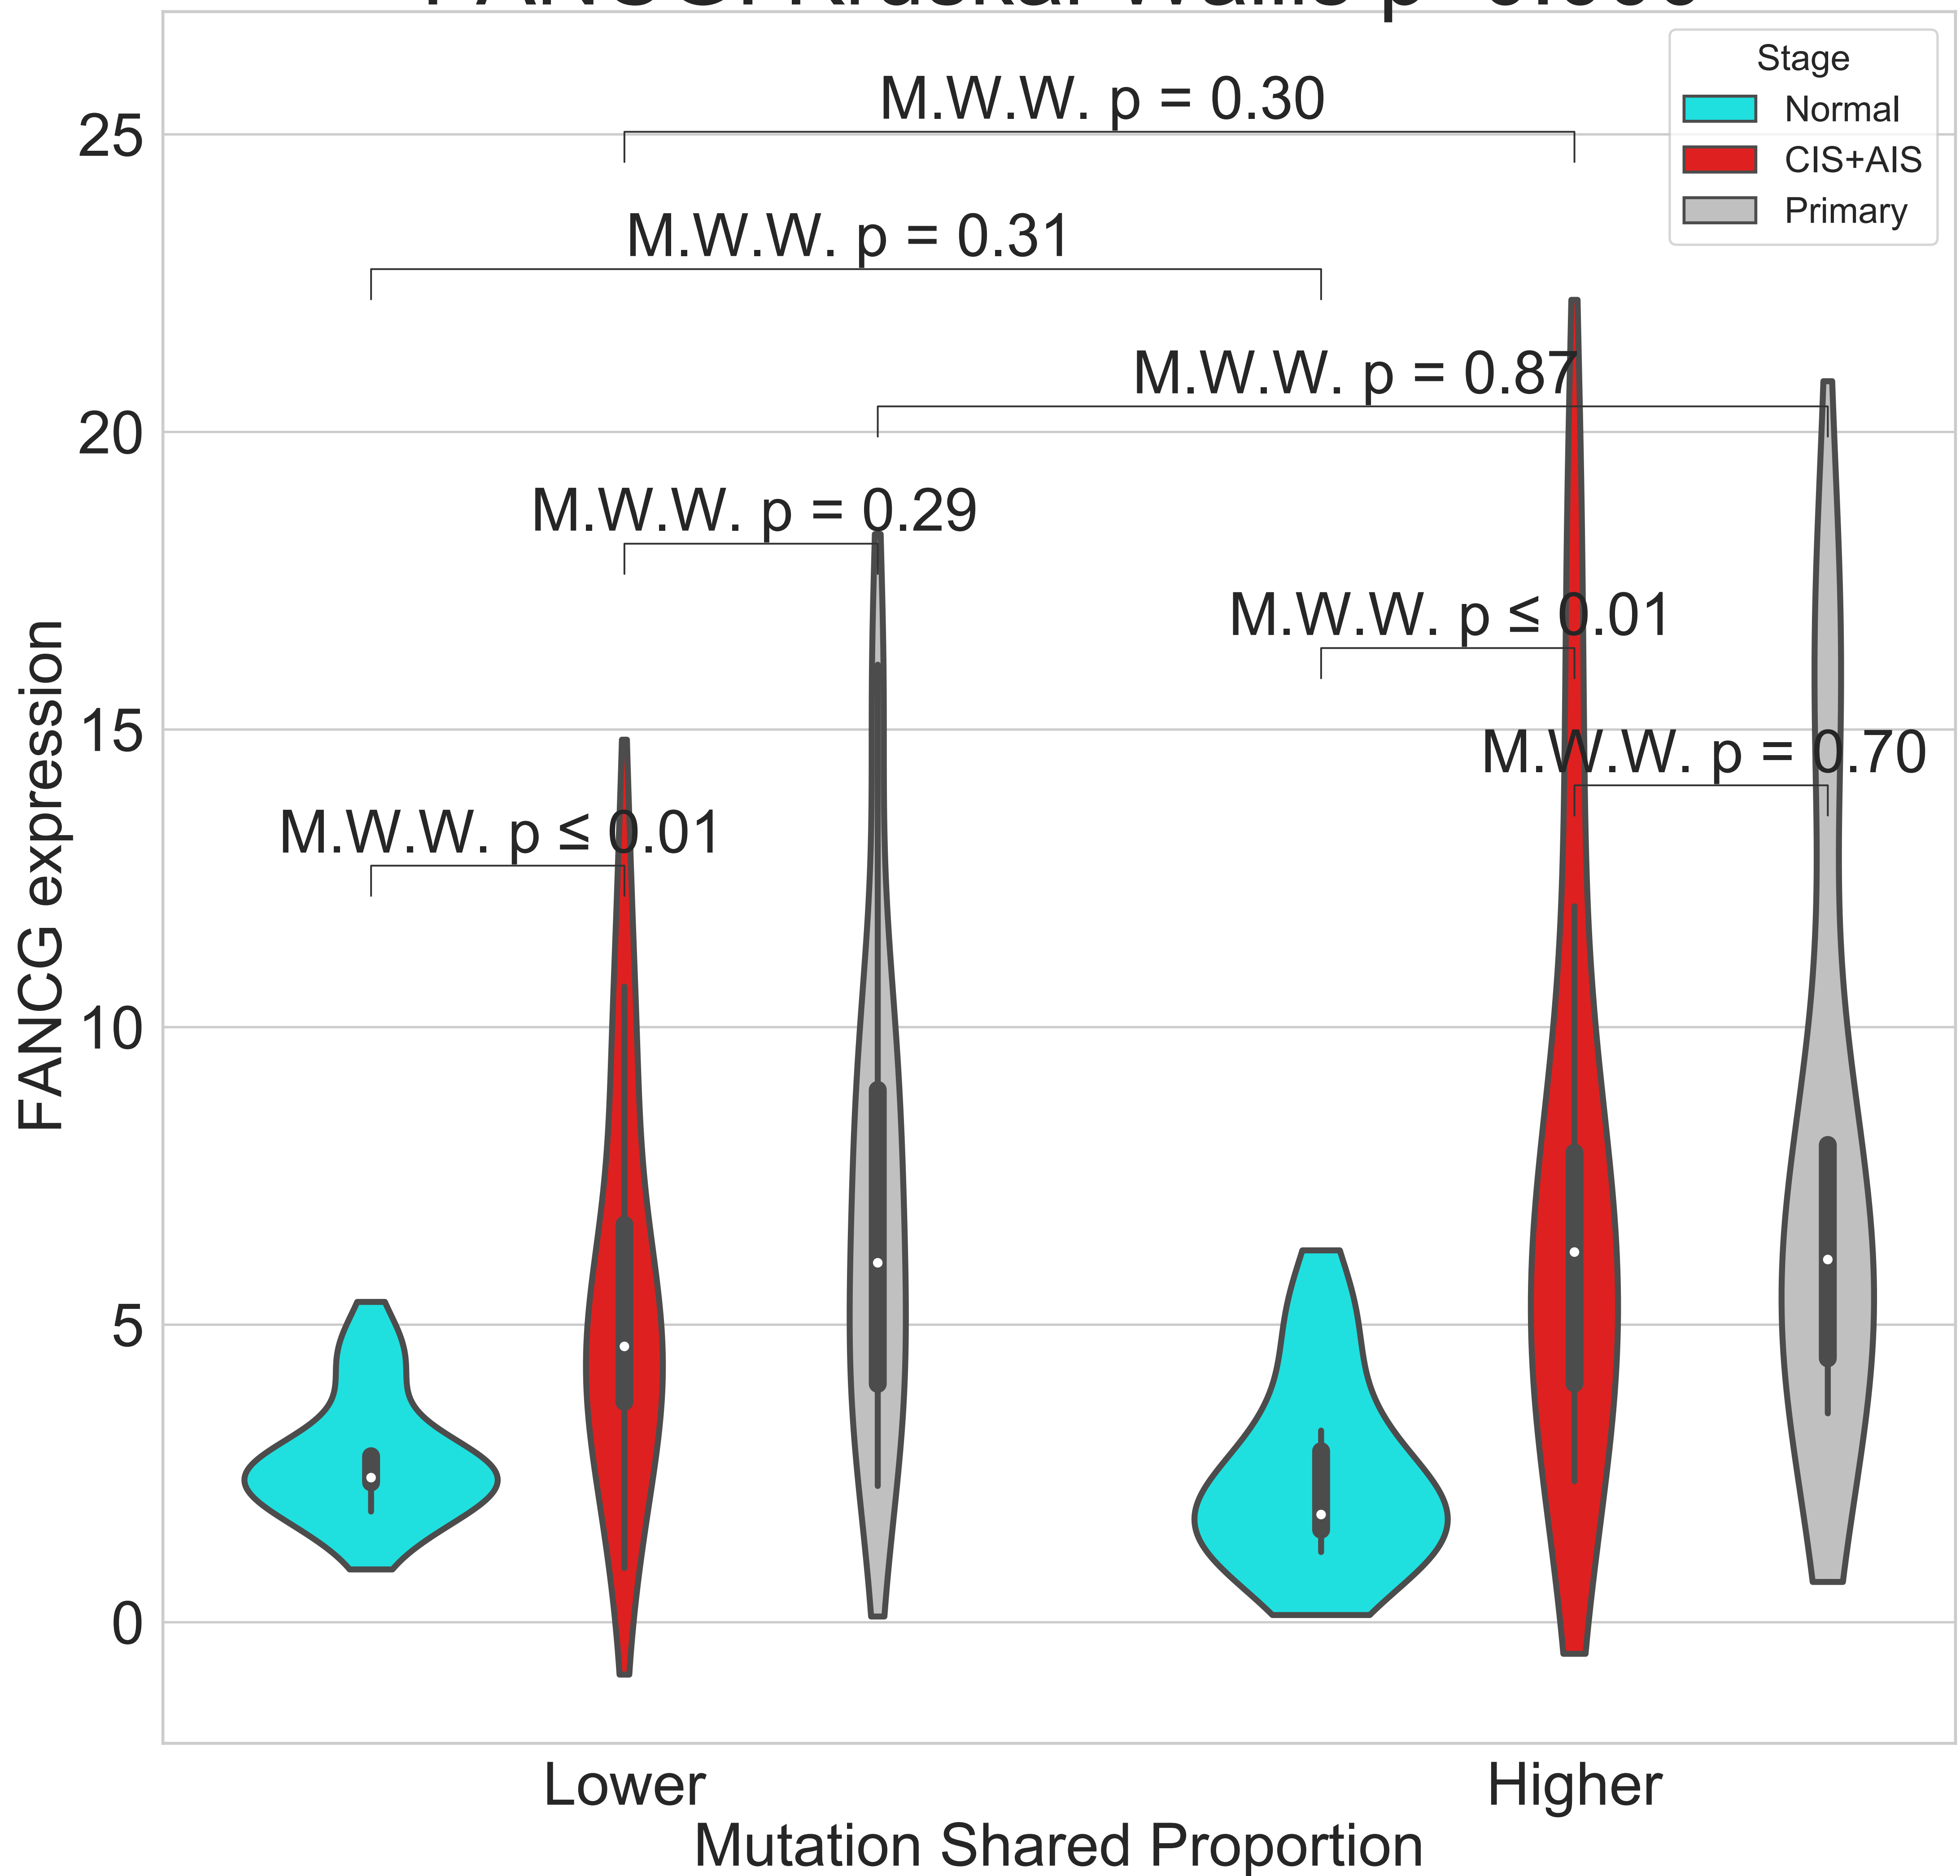 Stage
Normal
CIS+AIS
Primary
M.W.W. p = 0.30
M.W.W. p = 0.31
M.W.W. p = 0.87
M.W.W. p = 0.29
M.W.W. p ≤ 0.01
M.W.W. p = 0.70
M.W.W. p ≤ 0.01
25
20
15
10
5
0
FANCG expression
Lower
Higher
Mutation Shared Proportion